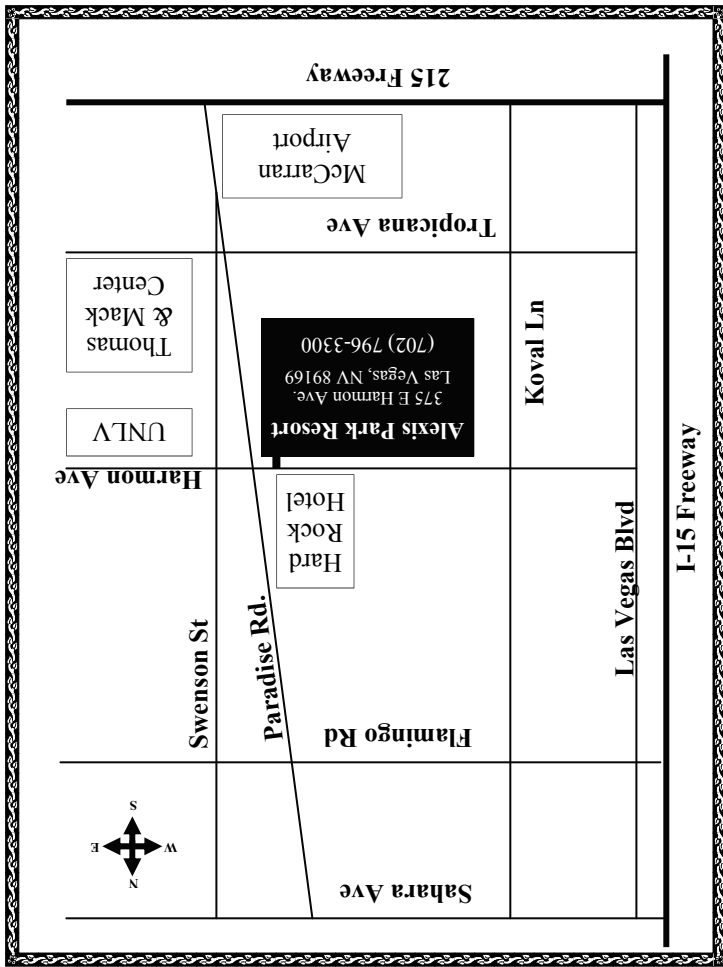 Sahara Ave
N
W
E
S
Flamingo Rd
Paradise Rd.
Swenson St
Las Vegas Blvd
I-15 Freeway
Hard
Rock
Hotel
Harmon Ave
Alexis Park Resort
375 E Harmon Ave.
Las Vegas, NV 89169
(702) 796-3300
UNLV
Koval Ln
Thomas
& Mack
Center
Tropicana Ave
McCarran
Airport
215 Freeway